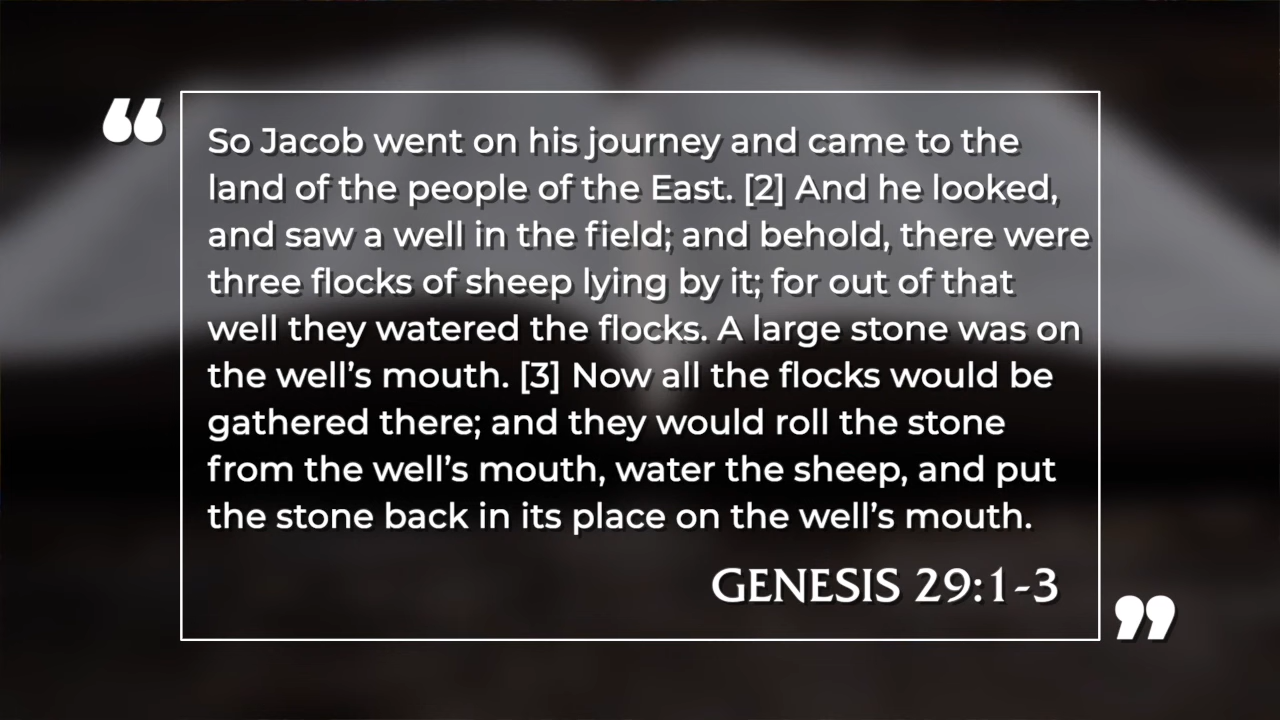 “
So Jacob went on his journey and came to the
land of the people of the East. [2] And he looked,
and saw a well in the field; and behold, there were
three flocks of sheep lying by it; for out of that
well they watered the flocks. A large stone was on
the well’s mouth. [3] Now all the flocks would be
gathered there; and they would roll the stone
from the well’s mouth, water the sheep, and put
the stone back in its place on the well’s mouth.
GENESIS 29:1-3
”